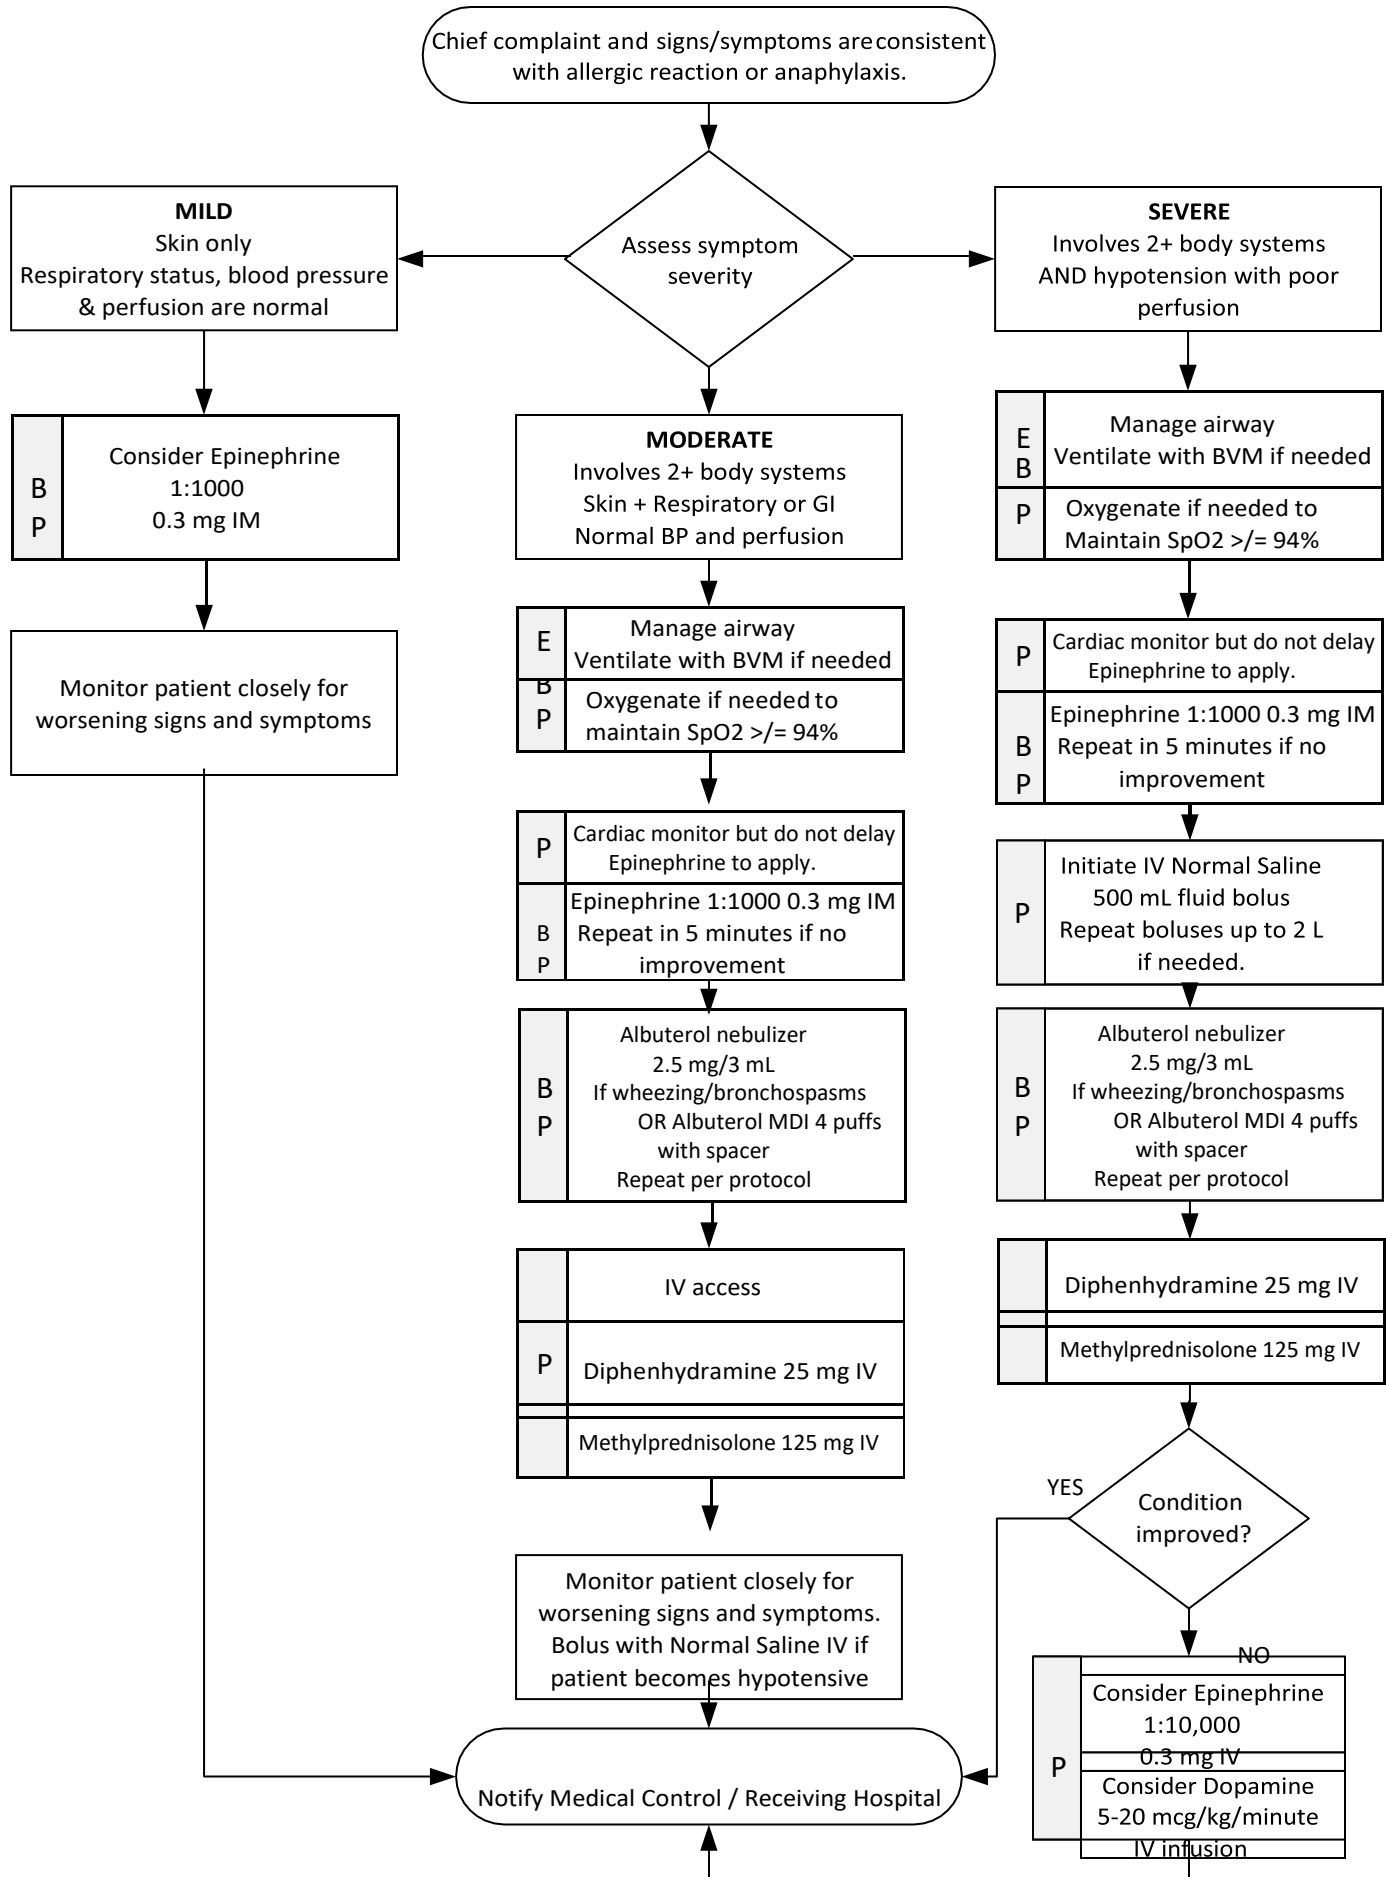 Chief complaint and signs/symptoms are consistent
with allergic reaction or anaphylaxis.
Assess symptom
severity
MILD
Skin only
Respiratory status, blood pressure
& perfusion are normal
B
P
Consider Epinephrine
1:1000
0.3 mg IM
Monitor patient closely for
worsening signs and symptoms
MODERATE
Involves 2+ body systems
Skin + Respiratory or GI
Normal BP and perfusion
E
B
P
Manage airway
Ventilate with BVM if needed
Oxygenate if needed to
maintain SpO2 >/= 94%
P
Cardiac monitor but do not delay
Epinephrine to apply.
B
P
Epinephrine 1:1000 0.3 mg IM
Repeat in 5 minutes if no
improvement
B
P
Albuterol nebulizer
2.5 mg/3 mL
If wheezing/bronchospasms
OR Albuterol MDI 4 puffs
with spacer
Repeat per protocol
IV access
P
Diphenhydramine 25 mg IV
Methylprednisolone 125 mg IV
Monitor patient closely for
worsening signs and symptoms.
Bolus with Normal Saline IV if
patient becomes hypotensive
SEVERE
Involves 2+ body systems
AND hypotension with poor
perfusion
E
B
P
Manage airway
Ventilate with BVM if needed
Oxygenate if needed to
Maintain SpO2 >/= 94%
P
Cardiac monitor but do not delay
Epinephrine to apply.
B
P
Epinephrine 1:1000 0.3 mg IM
Repeat in 5 minutes if no
improvement
P
Initiate IV Normal Saline
500 mL fluid bolus
Repeat boluses up to 2 L
if needed.
B
P
Albuterol nebulizer
2.5 mg/3 mL
If wheezing/bronchospasms
OR Albuterol MDI 4 puffs
with spacer
Repeat per protocol
Diphenhydramine 25 mg IV
Methylprednisolone 125 mg IV
YES
Condition
improved?
NO
P
Consider Epinephrine
1:10,000
0.3 mg IV
Consider Dopamine
5-20 mcg/kg/minute
IV infusion
Notify Medical Control / Receiving Hospital